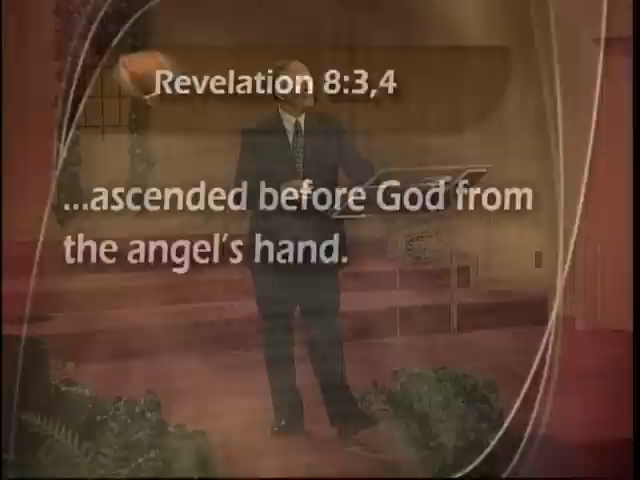 Revelation 8:3,4
...ascended before God from
the angel's hand.